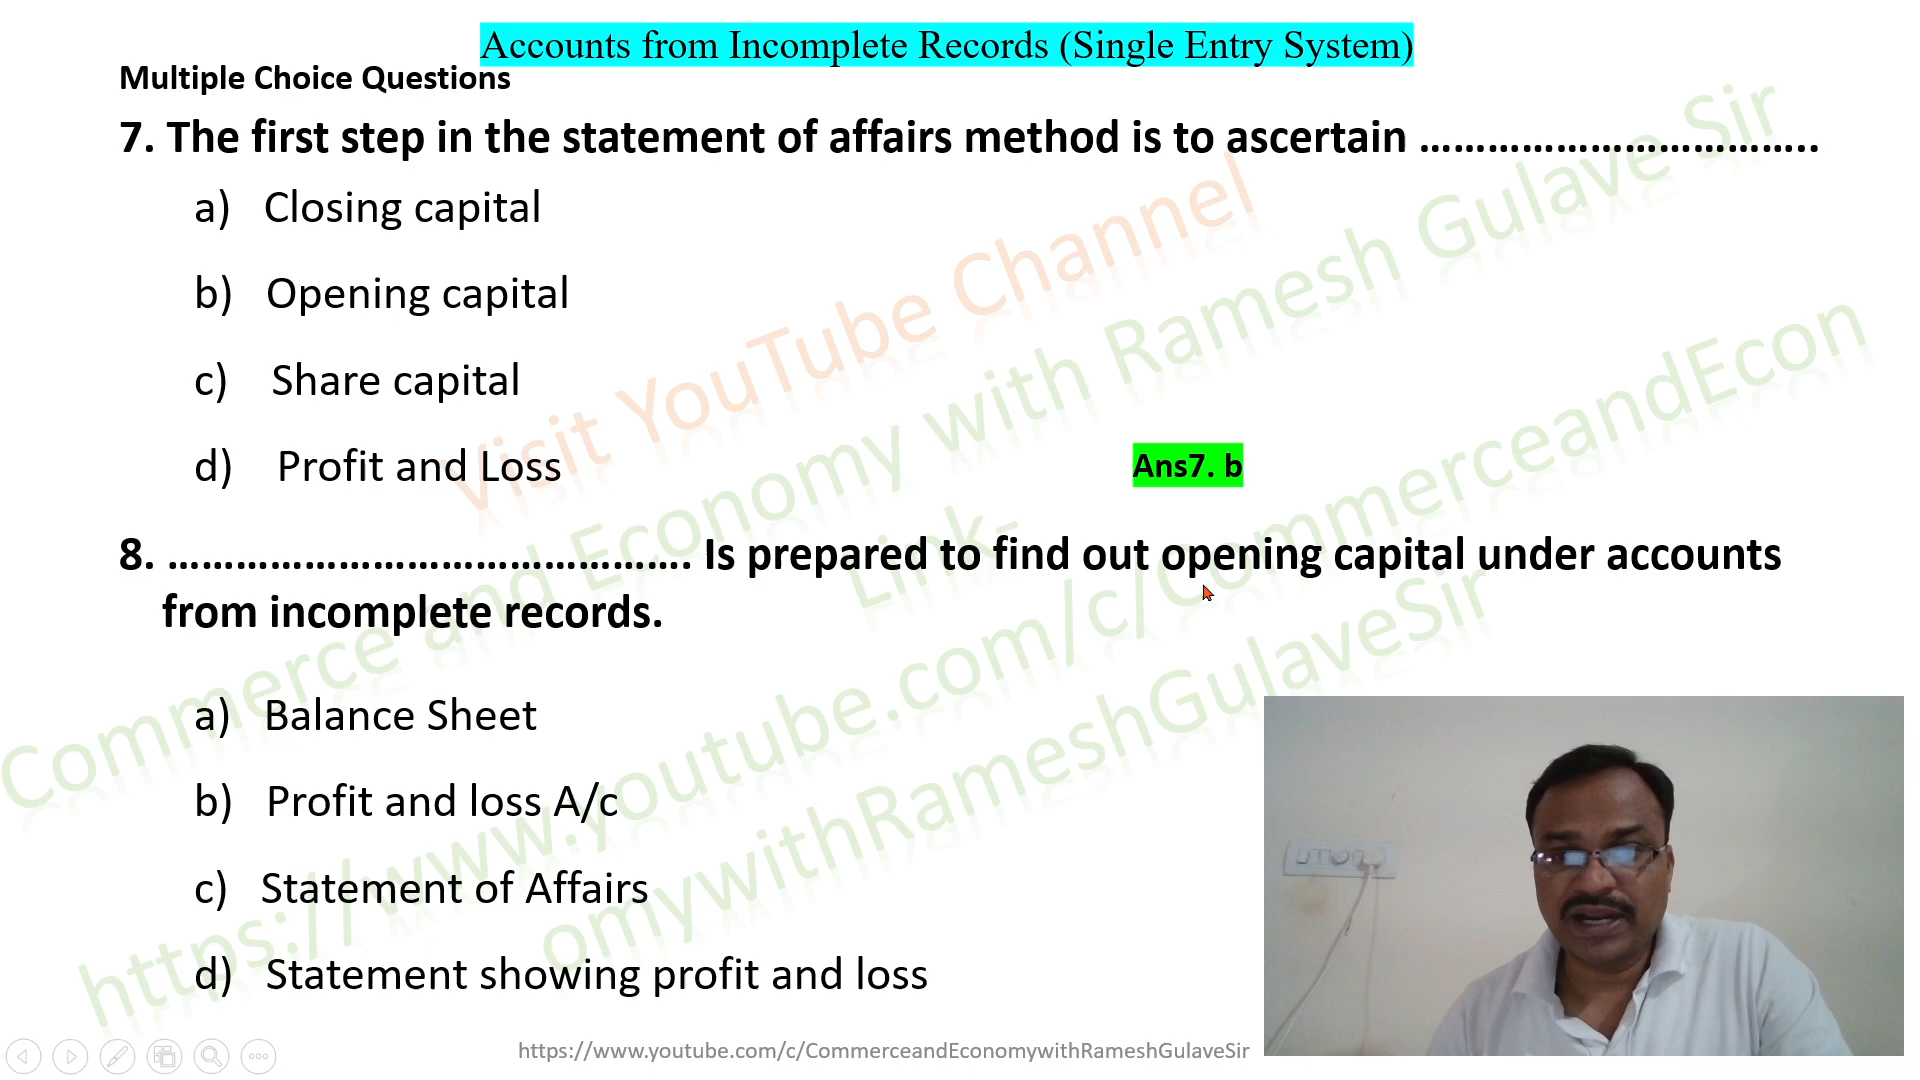 Accounts from Incomplete Records (Single Entry System)
Multiple Choice Questions
7. The first step in the statement of affairs method is to ascertain ……………………………..
a) Closing capital
b) Opening capital
c) Share capital
d) Profit and Loss
Ans7. b
8. ………………………………………. Is prepared to find out opening capital under accounts
from incomplete records.
a) Balance Sheet
b) Profit and loss A/c
c) Statement of Affairs
d) Statement showing profit and loss
https://www.youtube.com/c/CommerceandEconomywithRameshGulaveSir
Visit YouTube Channel
Commerce and Economy with Ramesh Gulave Sir
Link-
https://www.youtube.com/c/CommerceandEcon
omywithRameshGulaveSir